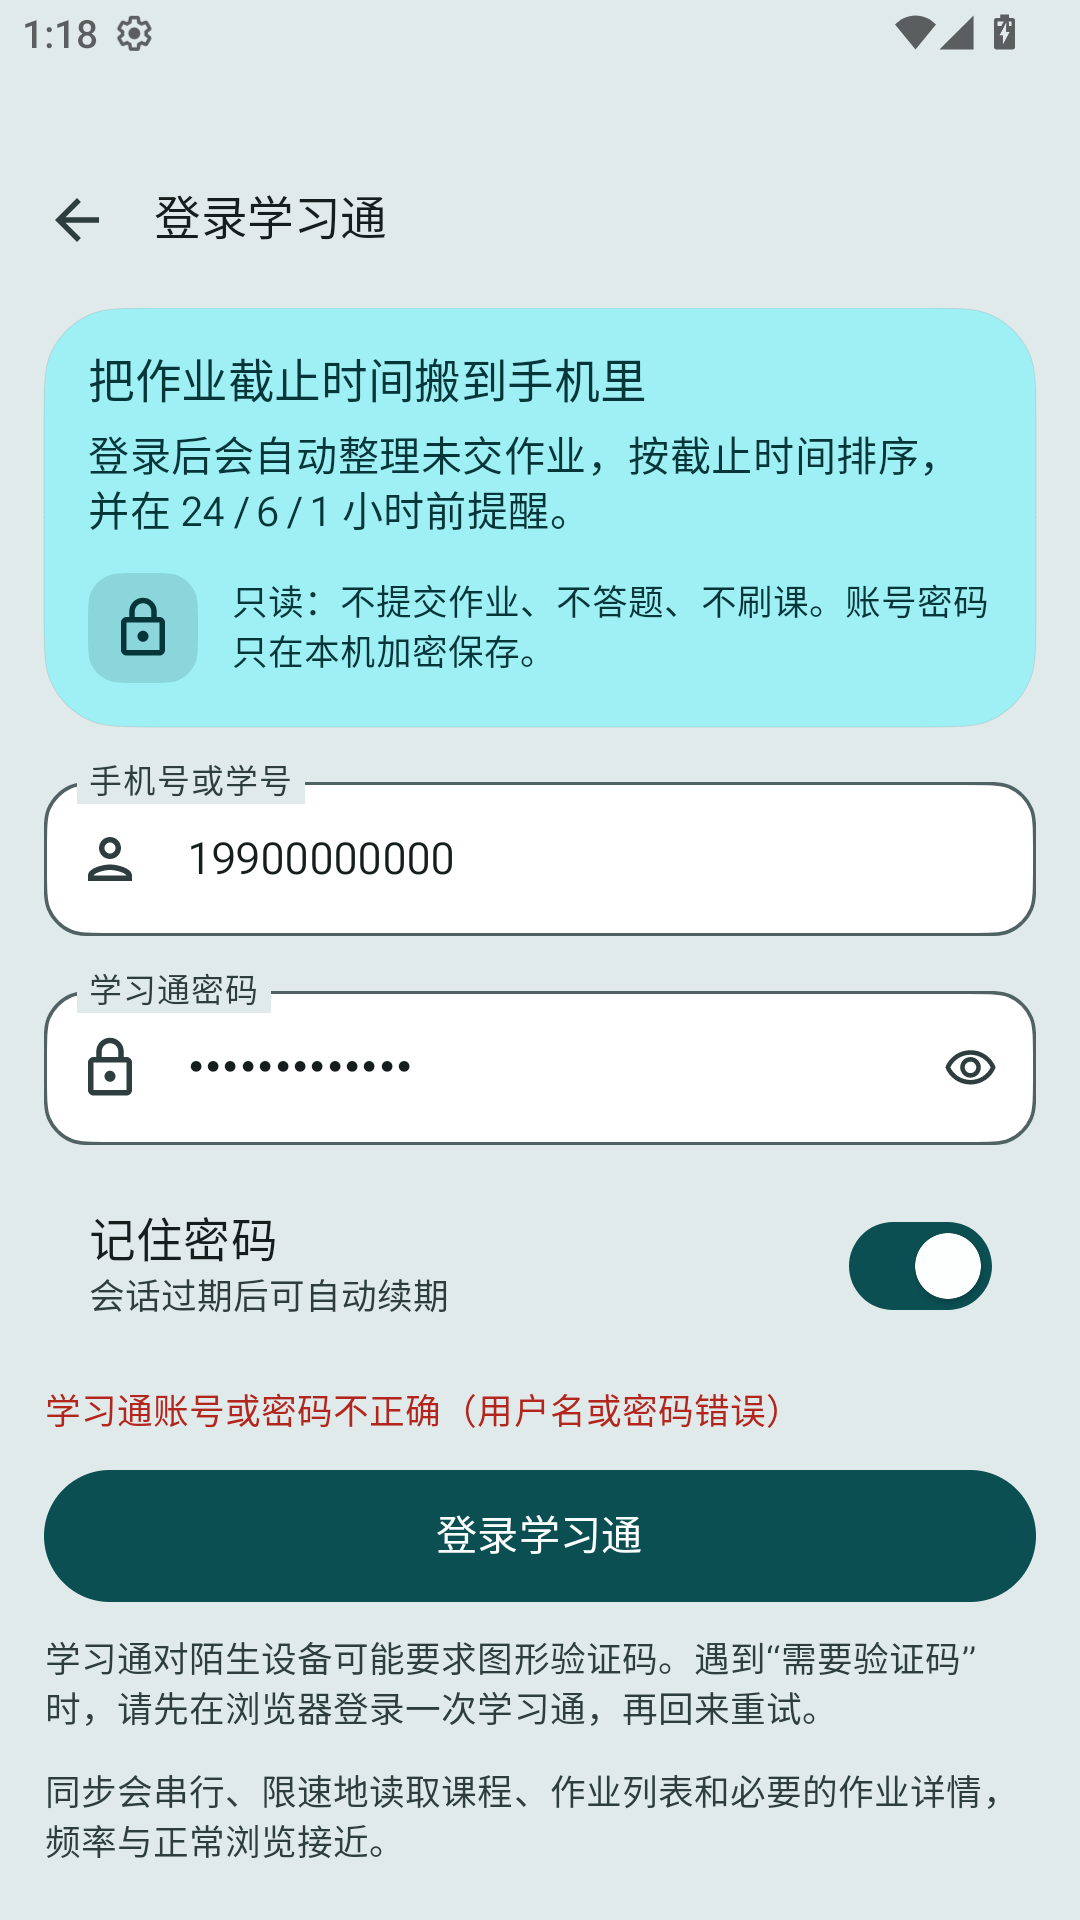 1:18
登录学习通
把作业截止时间搬到手机里
登录后会自动整理未交作业，按截止时间排序，
并在 24 / 6 / 1 小时前提醒。
只读：不提交作业、不答题、不刷课。账号密码
只在本机加密保存。
手机号或学号
19900000000
学习通密码
•••••••••••••
记住密码
会话过期后可自动续期
学习通账号或密码不正确（用户名或密码错误）
登录学习通
学习通对陌生设备可能要求图形验证码。遇到“需要验证码”
时，请先在浏览器登录一次学习通，再回来重试。
同步会串行、限速地读取课程、作业列表和必要的作业详情，
频率与正常浏览接近。